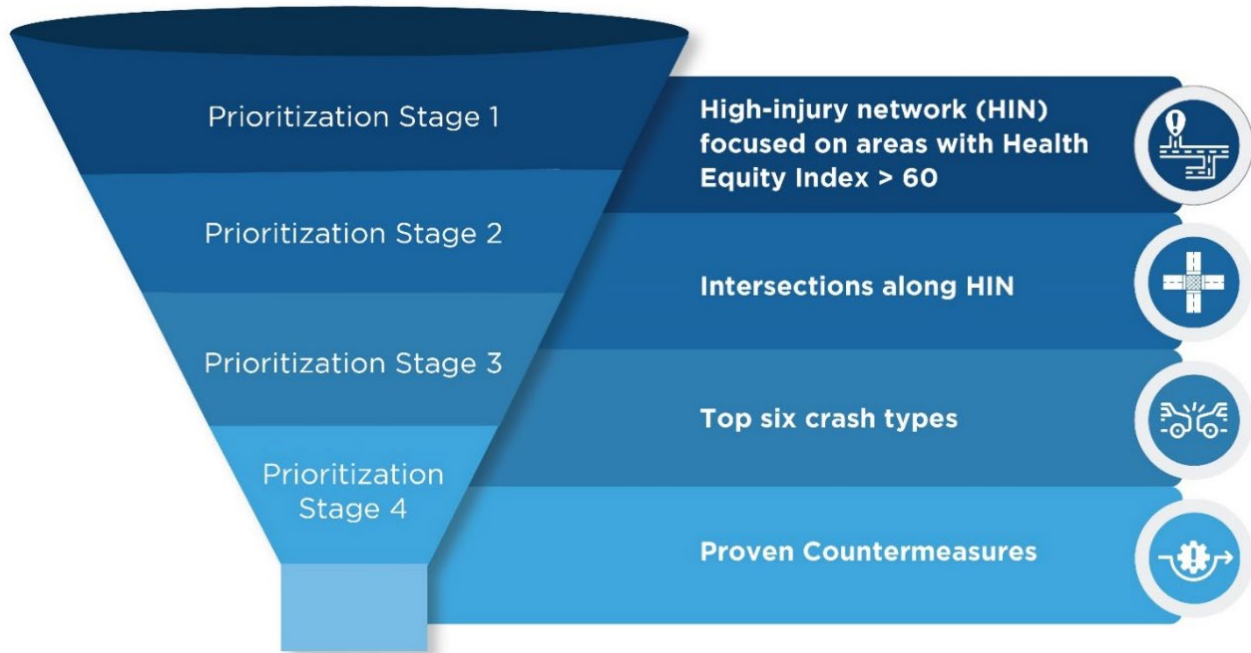 Prioritization Stage 1
High-injury network (HIN)
focused on areas with Health
Equity Index > 60
Prioritization Stage 2
Intersections along HIN
Prioritization Stage 3
Top six crash types
Prioritization
Stage 4
Proven Countermeasures